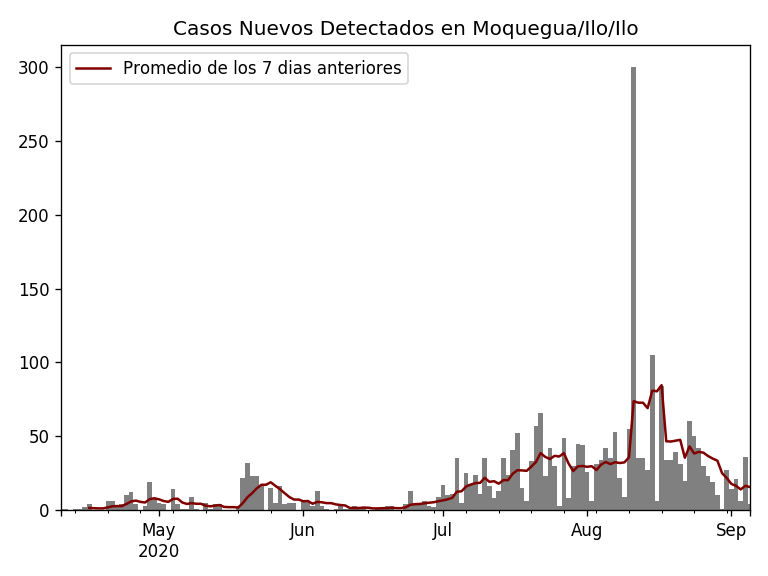 Casos Nuevos Detectados en Moquegua/Ilo/Ilo
Promedio de los 7 dias anteriores
300
250
200
150
100
50
0
May Jun Jul Aug Sep
2020